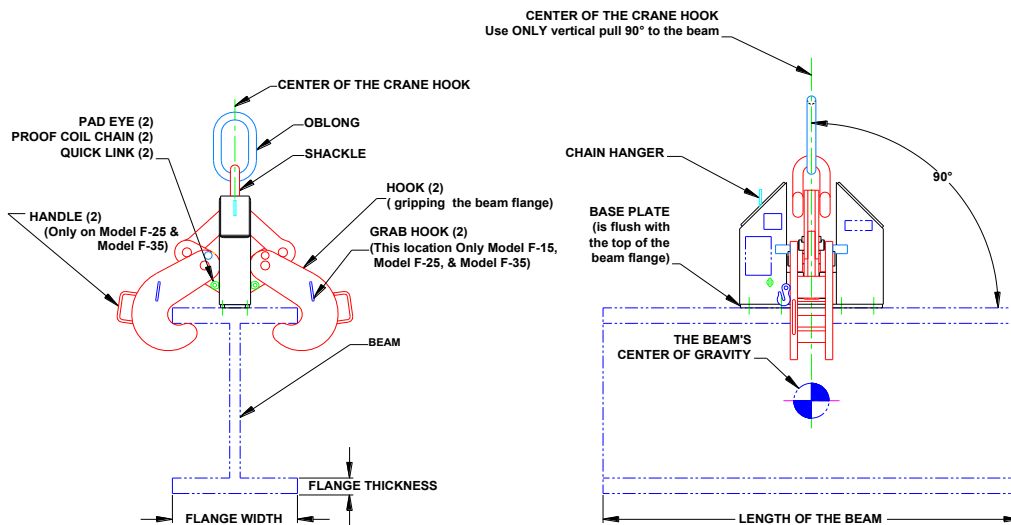 CENTER OF THE CRANE HOOK
Use ONLY vertical pull 90° to the beam
CENTER OF THE CRANE HOOK
PAD EYE (2)
PROOF COIL CHAIN (2)
QUICK LINK (2)
OBLONG
SHACKLE
HOOK (2)
( gripping the beam flange)
HANDLE (2)
(Only on Model F-25 &
Model F-35)
GRAB HOOK (2)
(This location Only Model F-15,
Model F-25, & Model F-35)
BEAM
FLANGE THICKNESS
FLANGE WIDTH
CHAIN HANGER
90°
BASE PLATE
(is flush with
the top of the
beam flange)
THE BEAM'S
CENTER OF GRAVITY
LENGTH OF THE BEAM